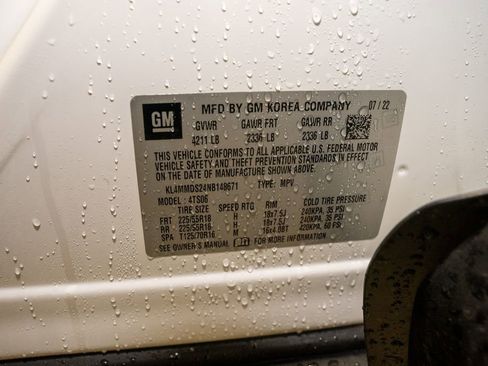 GM
MFD BY GM KOREA COMPANY 07 / 22
GVWR GAWR FRT GAWR RR
4211 LB 2336 LB 2336 LB
THIS VEHICLE CONFORMS TO ALL APPLICABLE U.S. FEDERAL MOTOR
VEHICLE SAFETY AND THEFT PREVENTION STANDARDS IN EFFECT
ON THE DATE OF MANUFACTURE SHOWN ABOVE.
KL4MMDS24NB148671 TYPE: MPV
MODEL: 4TS06
TIRE SIZE SPEED RTG RIM COLD TIRE PRESSURE
FRT - 225/55R18 H 18x7.5J 240KPA, 35 PSI
RR - 225/55R18 H 18x7.5J 240KPA, 35 PSI
SPA T125/70R16 M 16x4.0BT 420KPA, 60 PSI
SEE OWNER'S MANUAL FOR MORE INFORMATION